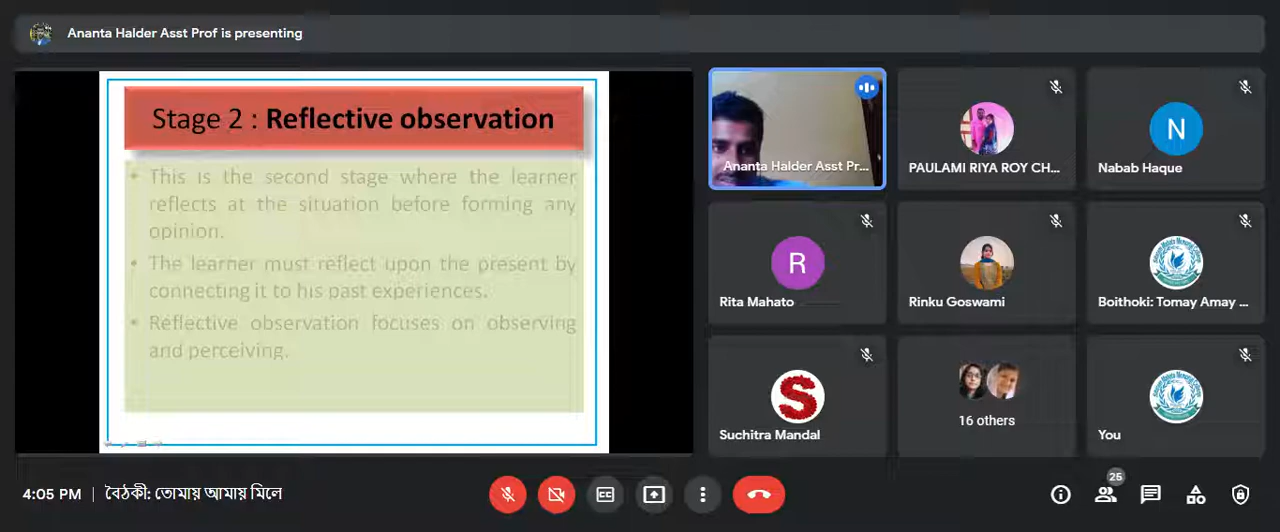 Ananta Halder Asst Prof is presenting
Stage 2 : Reflective observation
• This is the second stage where the learner
reflects at the situation before forming any
opinion.
• The learner must reflect upon the present by
connecting it to his past experiences.
• Reflective observation focuses on observing
and perceiving.
Ananta Halder Asst Pr...
PAULAMI RIYA ROY CH...
N
Nabab Haque
R
Rita Mahato
Rinku Goswami
Boithoki: Tomay Amay ...
S
Suchitra Mandal
16 others
You
4:05 PM | বৈঠকী: তোমায় আমায় মিলে
CC
25